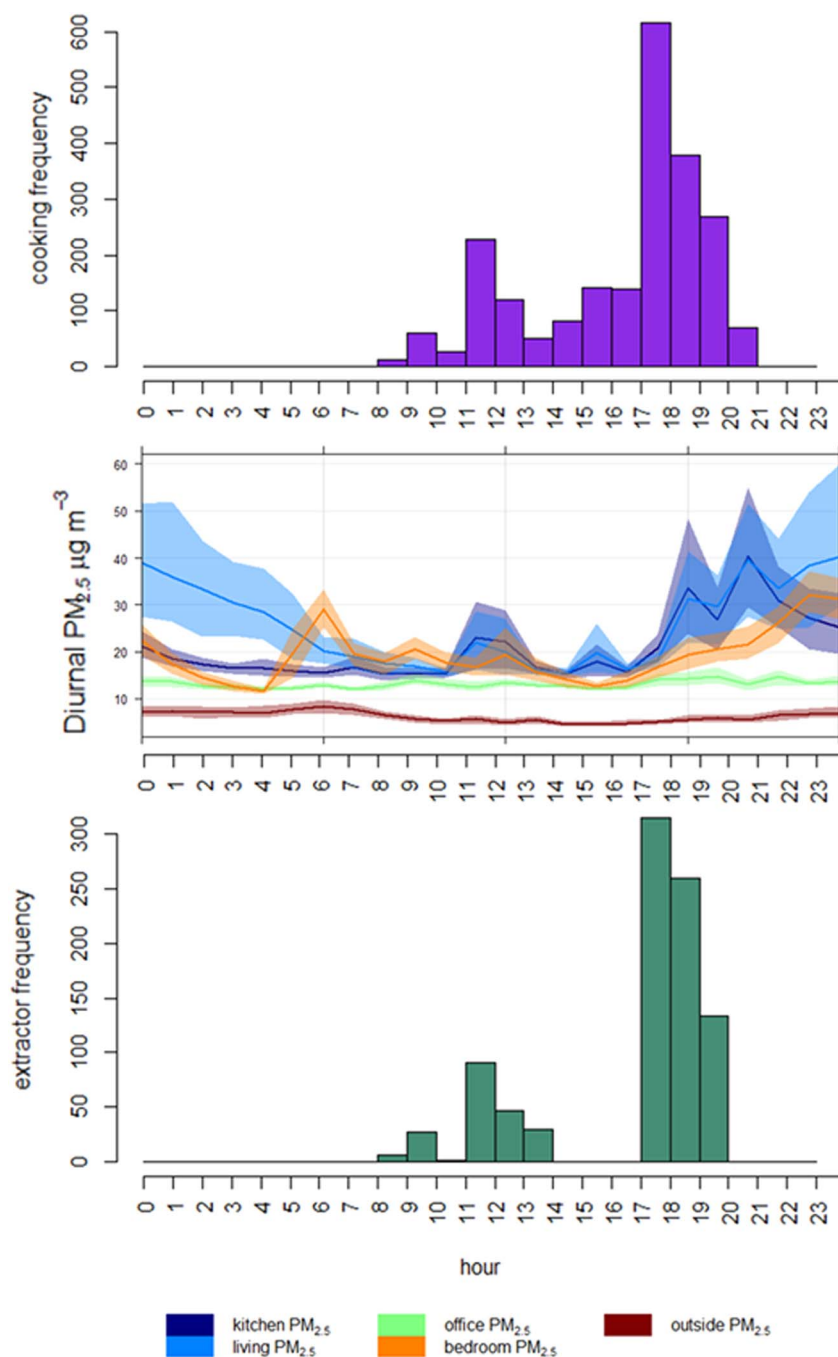 cooking frequency
600
500
400
300
200
100
0
0 1 2 3 4 5 6 7 8 9 10 11 12 13 14 15 16 17 18 19 20 21 22 23
Diurnal PM2.5 µg m−3
60
50
40
30
20
10
0 1 2 3 4 5 6 7 8 9 10 11 12 13 14 15 16 17 18 19 20 21 22 23
extractor frequency
300
250
200
150
100
50
0
0 1 2 3 4 5 6 7 8 9 10 11 12 13 14 15 16 17 18 19 20 21 22 23
hour
kitchen PM2.5 office PM2.5 outside PM2.5
living PM2.5 bedroom PM2.5